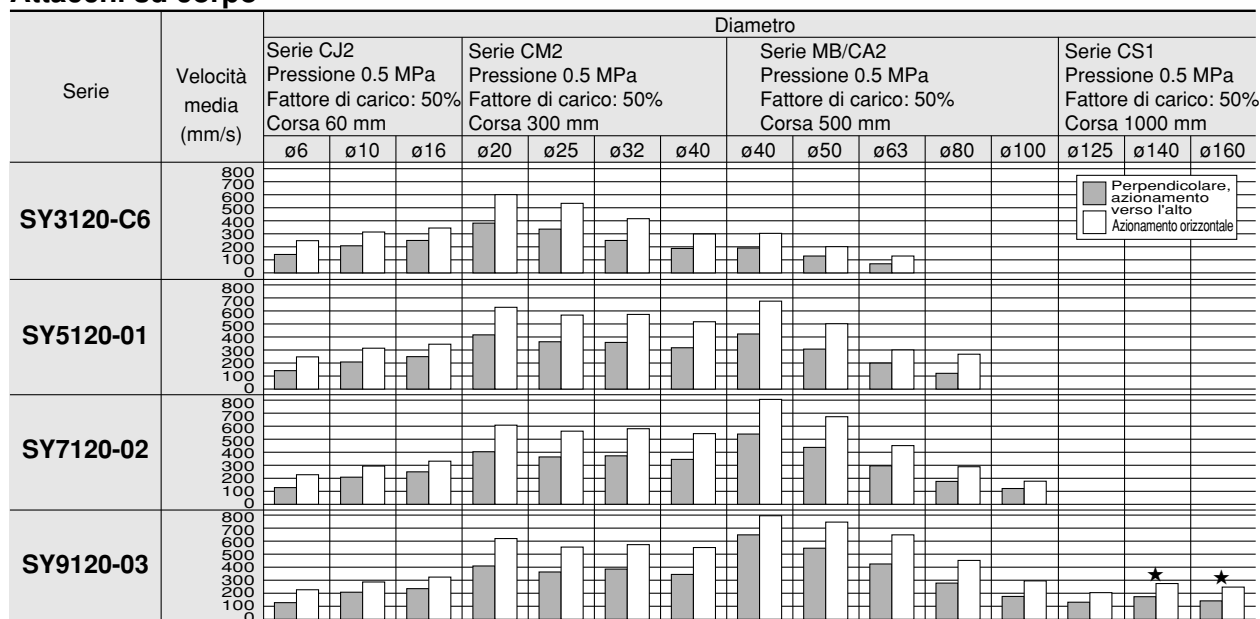 Diametro
Serie
Velocità
media
(mm/s)
Serie CJ2
Pressione 0.5 MPa
Fattore di carico: 50%
Corsa 60 mm
Serie CM2
Pressione 0.5 MPa
Fattore di carico: 50%
Corsa 300 mm
Serie MB/CA2
Pressione 0.5 MPa
Fattore di carico: 50%
Corsa 500 mm
Serie CS1
Pressione 0.5 MPa
Fattore di carico: 50%
Corsa 1000 mm
ø6 ø10 ø16 ø20 ø25 ø32 ø40 ø40 ø50 ø63 ø80 ø100 ø125 ø140 ø160
SY3120-C6
800
700
600
500
400
300
200
100
0
Perpendicolare,
azionamento
verso l'alto
Azionamento orizzontale
SY5120-01
800
700
600
500
400
300
200
100
0
SY7120-02
800
700
600
500
400
300
200
100
0
SY9120-03
800
700
600
500
400
300
200
100
0
★ ★